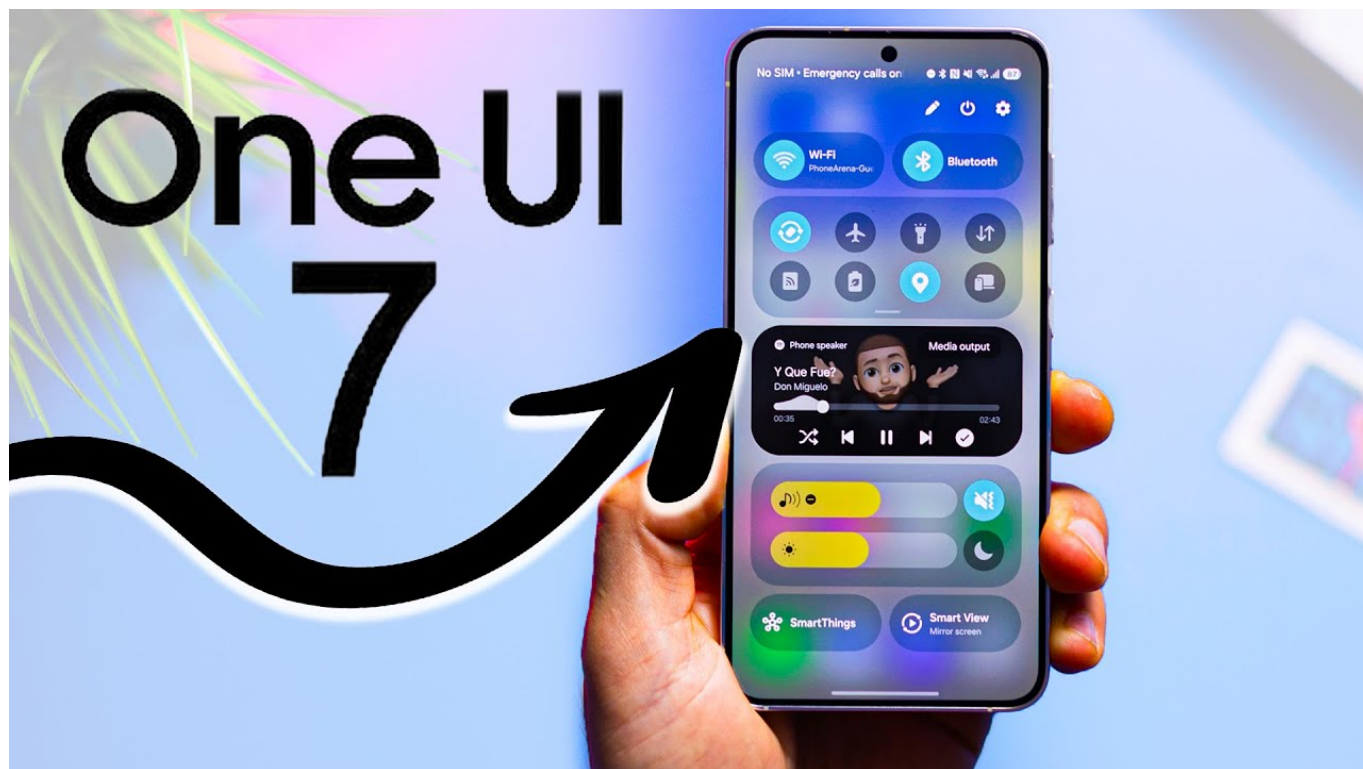 One UI
7
No SIM • Emergency calls on
87
Wi-Fi
PhoneArena-Gue
Bluetooth
Phone speaker
Media output
Y Que Fue?
Don Miguelo
00:35
02:43
SmartThings
Smart View
Mirror screen